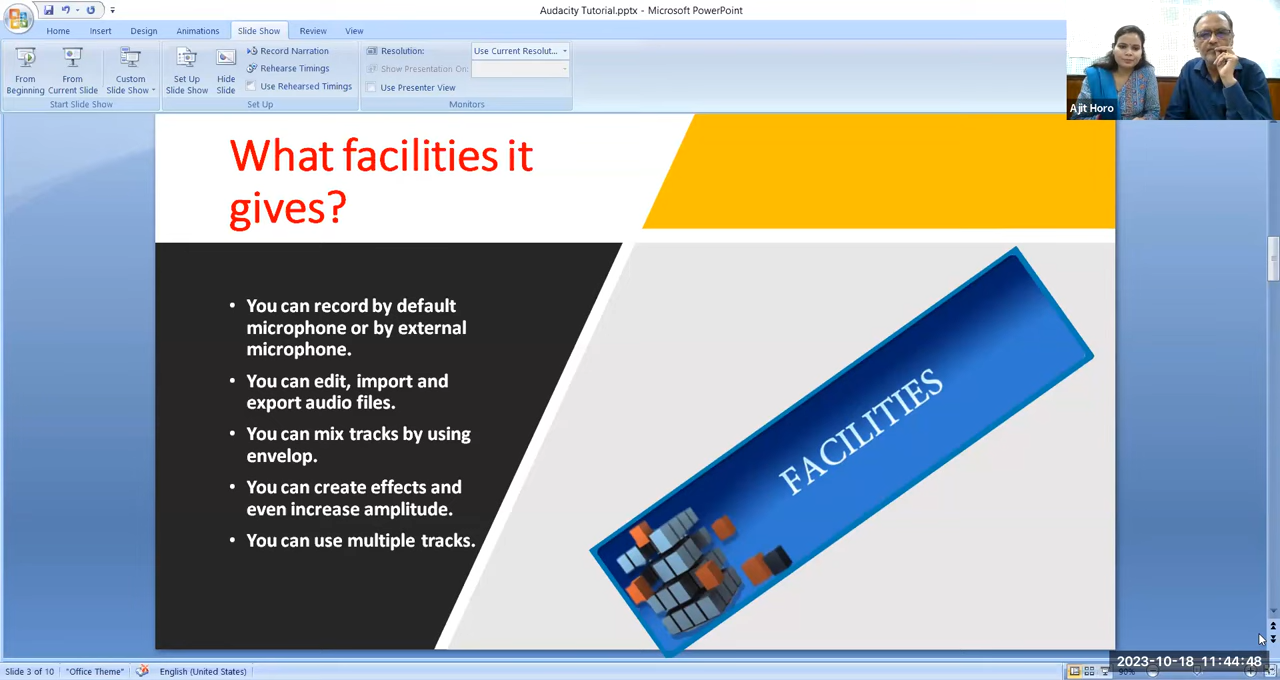 Audacity Tutorial.pptx - Microsoft PowerPoint
Home Insert Design Animations Slide Show Review View
From Beginning
From Current Slide
Custom Slide Show
Start Slide Show
Set Up Slide Show
Hide Slide
Record Narration
Rehearse Timings
Use Rehearsed Timings
Set Up
Resolution: Use Current Resolut...
Show Presentation On:
Use Presenter View
Monitors
Ajit Horo
What facilities it
gives?
• You can record by default
microphone or by external
microphone.
• You can edit, import and
export audio files.
• You can mix tracks by using
envelop.
• You can create effects and
even increase amplitude.
• You can use multiple tracks.
FACILITIES
Slide 3 of 10 "Office Theme" English (United States) 90%
2023-10-18 11:44:48